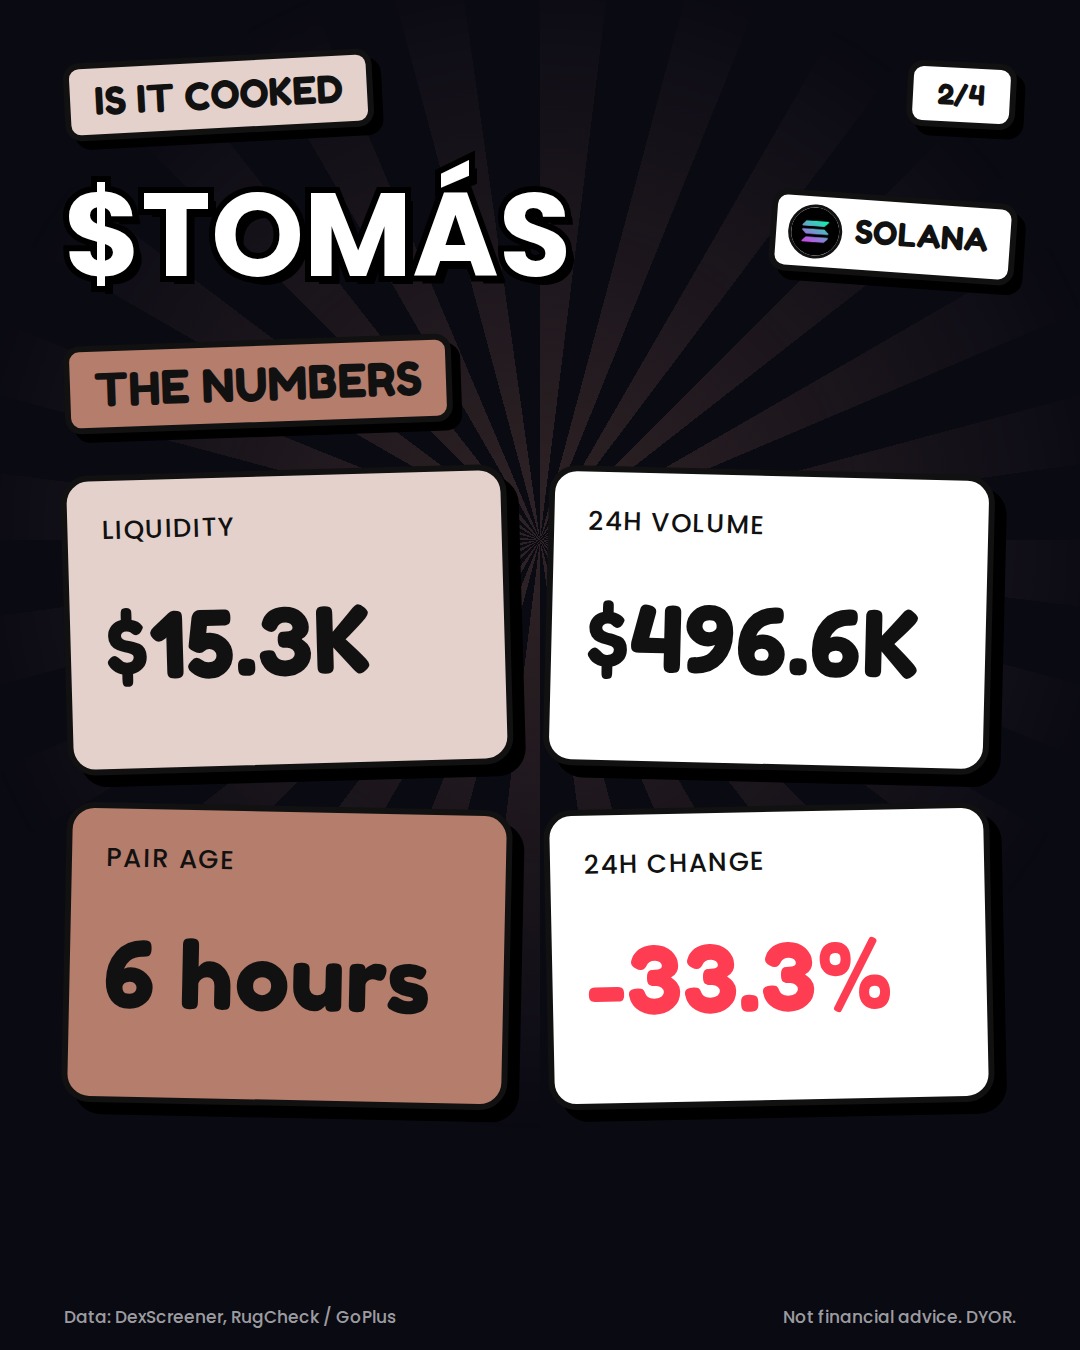 IS IT COOKED
2/4
$TOMÁS
SOLANA
THE NUMBERS
LIQUIDITY
$15.3K
24H VOLUME
$496.6K
PAIR AGE
6 hours
24H CHANGE
-33.3%
Data: DexScreener, RugCheck / GoPlus
Not financial advice. DYOR.